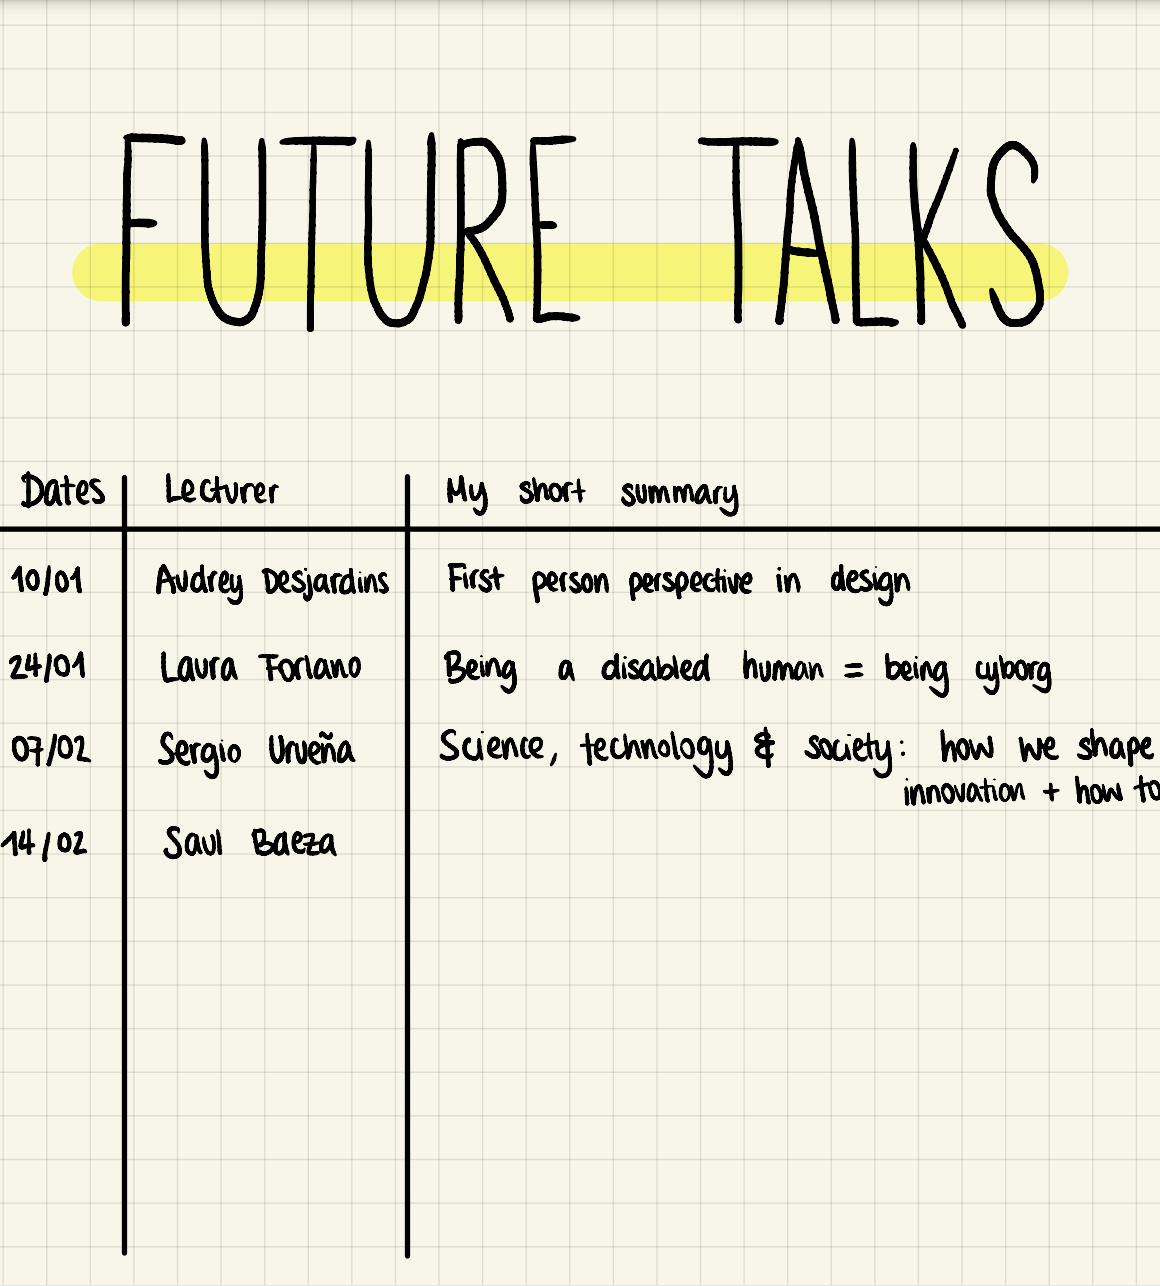 FUTURE TALKS
Dates Lecturer My short summary
10/01 Audrey Desjardins First person perspective in design
24/01 Laura Forlano Being a disabled human = being cyborg
07/02 Sergio Urueña Science, technology & society: how we shape
innovation + how to
14/02 Saul Baeza